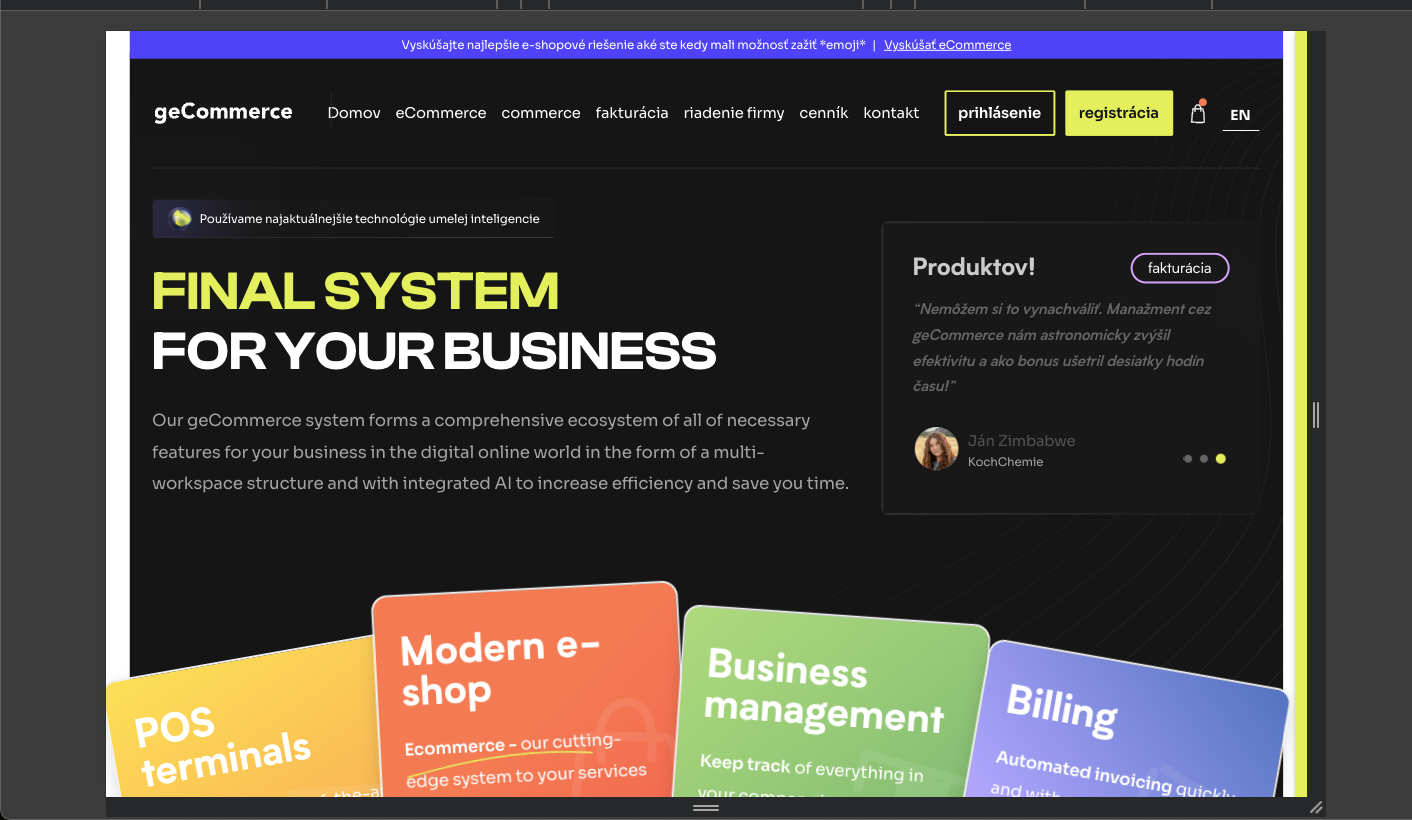 Vyskúšajte najlepšie e-shopové riešenie aké ste kedy mali možnosť zažiť *emoji* | Vyskúšať eCommerce
geCommerce Domov eCommerce commerce fakturácia riadenie firmy cenník kontakt prihlásenie registrácia EN
Používame najaktuálnejšie technológie umelej inteligencie
FINAL SYSTEM
FOR YOUR BUSINESS
Our geCommerce system forms a comprehensive ecosystem of all of necessary
features for your business in the digital online world in the form of a multi-
workspace structure and with integrated AI to increase efficiency and save you time.
Produktov! fakturácia
“Nemôžem si to vynachváliť. Manažment cez
geCommerce nám astronomicky zvýšil
efektivitu a ako bonus ušetril desiatky hodín
času!”
Ján Zimbabwe
KochChemie
POS
terminals
Modern e-
shop
Ecommerce - our cutting-
edge system to your services
Business
management
Keep track of everything in
your
Billing
Automated invoicing quickly
and with